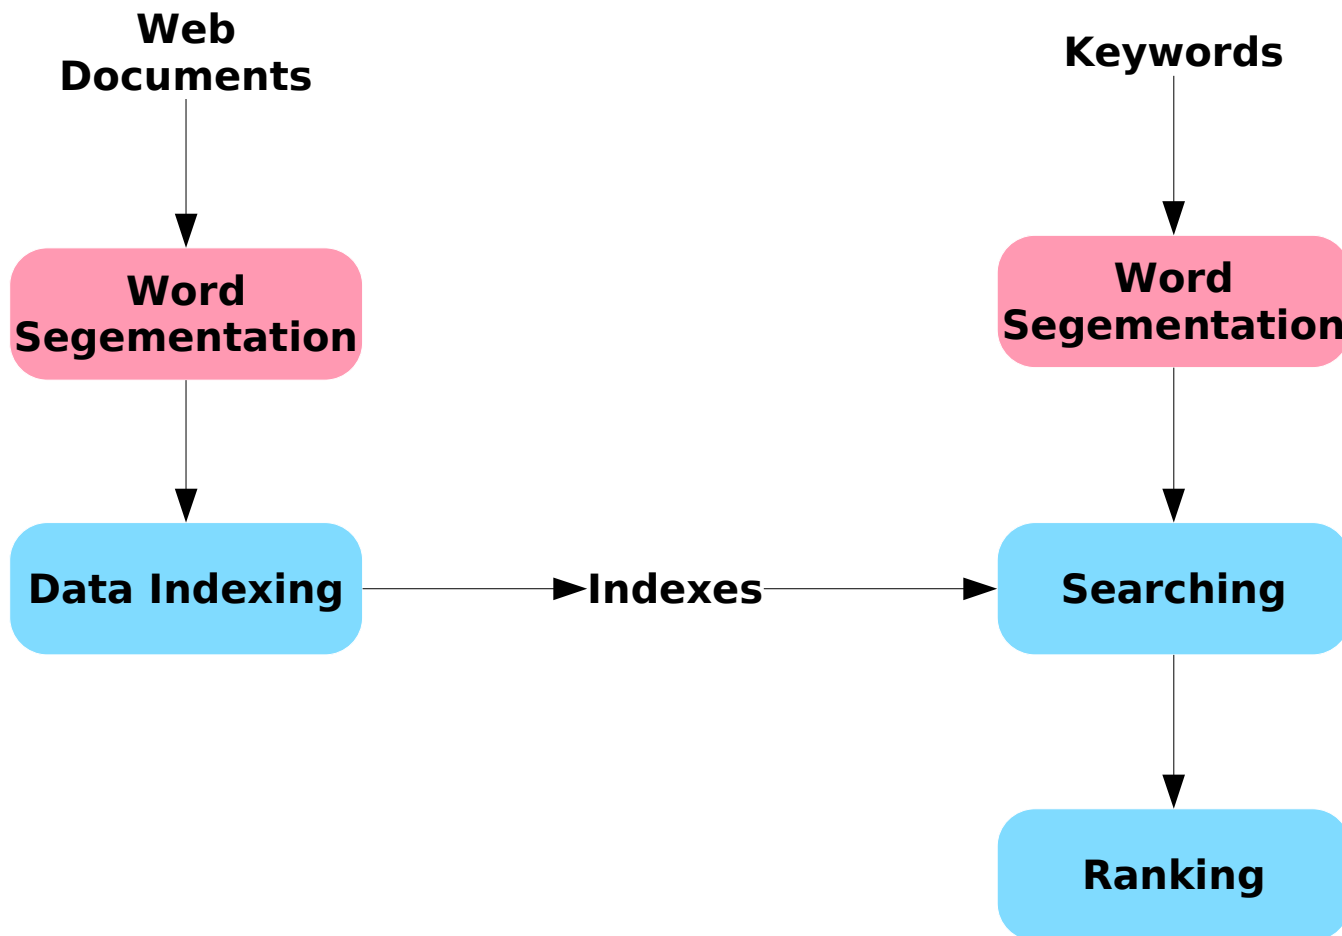 Web
Documents
Keywords
Word
Segementation
Word
Segementation
Data Indexing
Indexes
Searching
Ranking